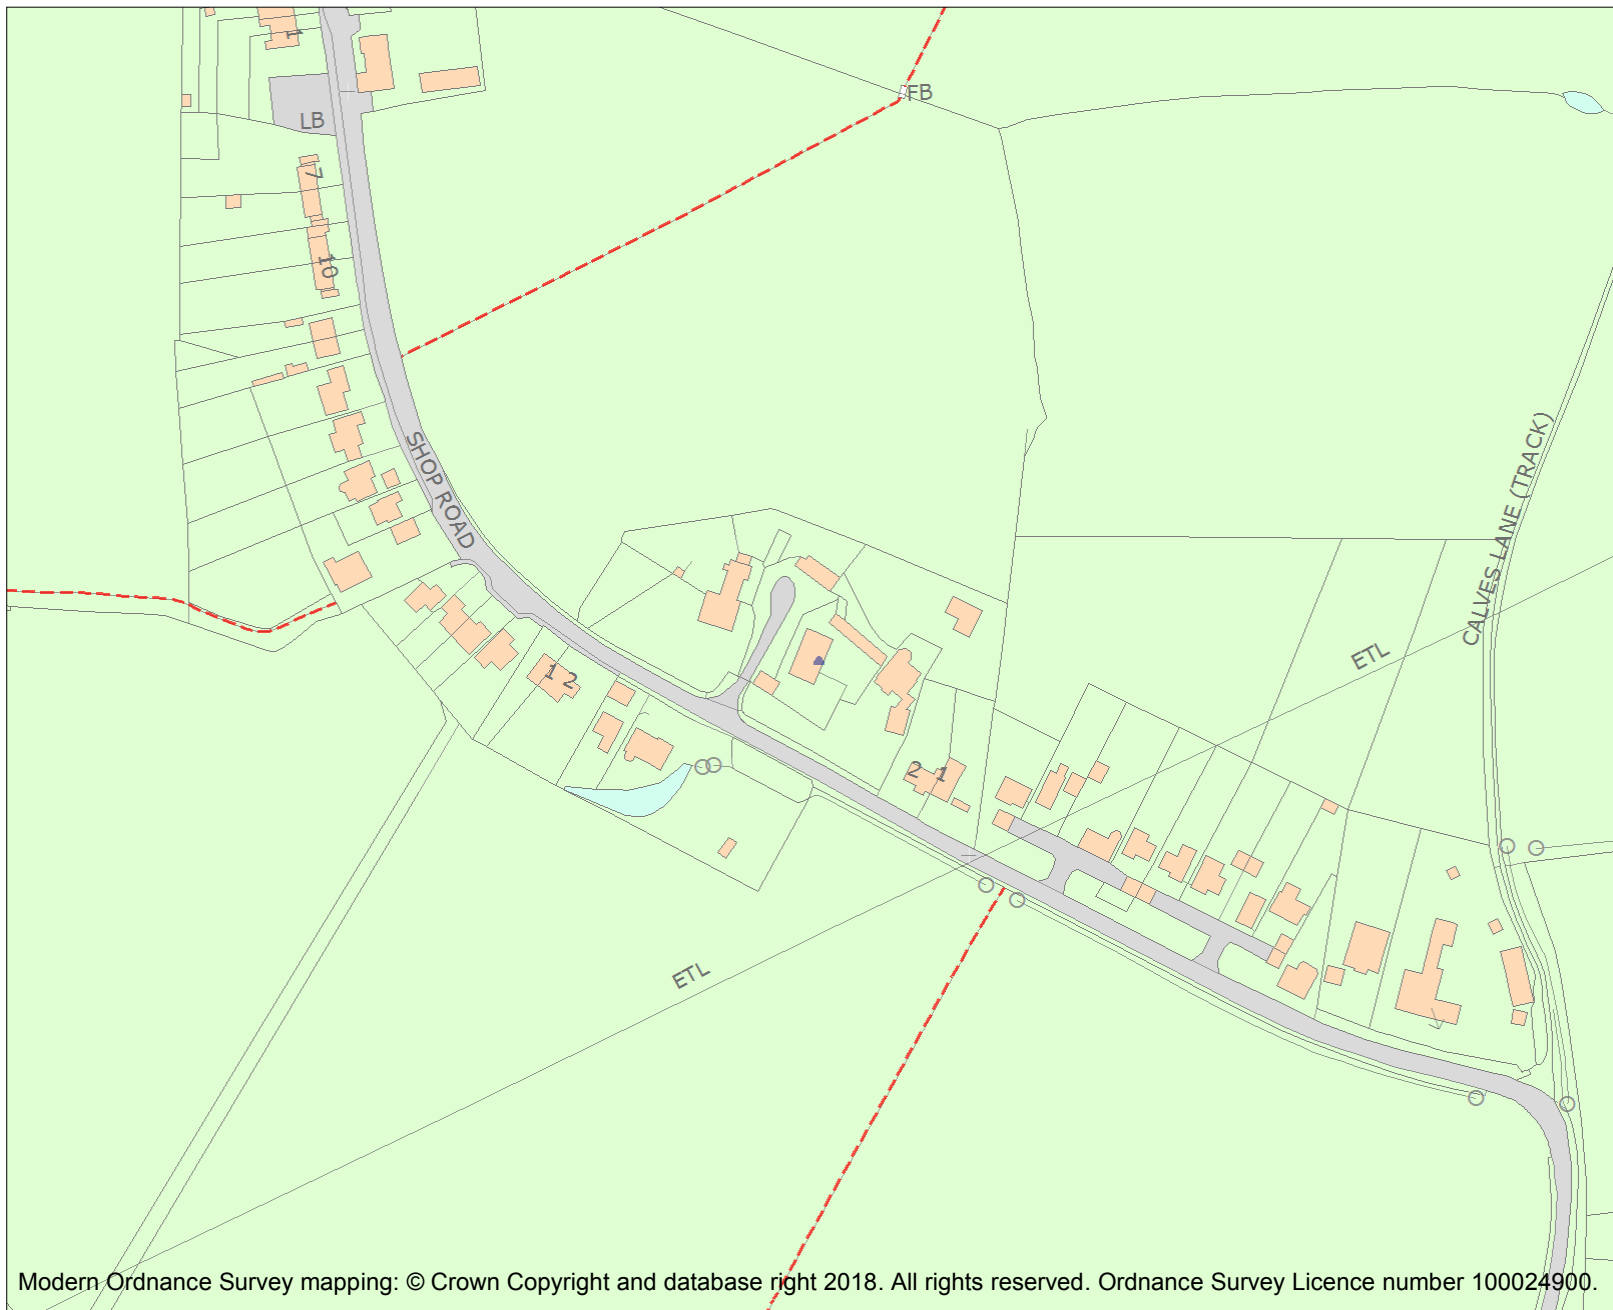 1
FB
LB
7
10
SHOP ROAD
CALVES LANE (TRACK)
ETL
1 2
2 1
ETL
Modern Ordnance Survey mapping: © Crown Copyright and database right 2018. All rights reserved. Ordnance Survey Licence number 100024900.